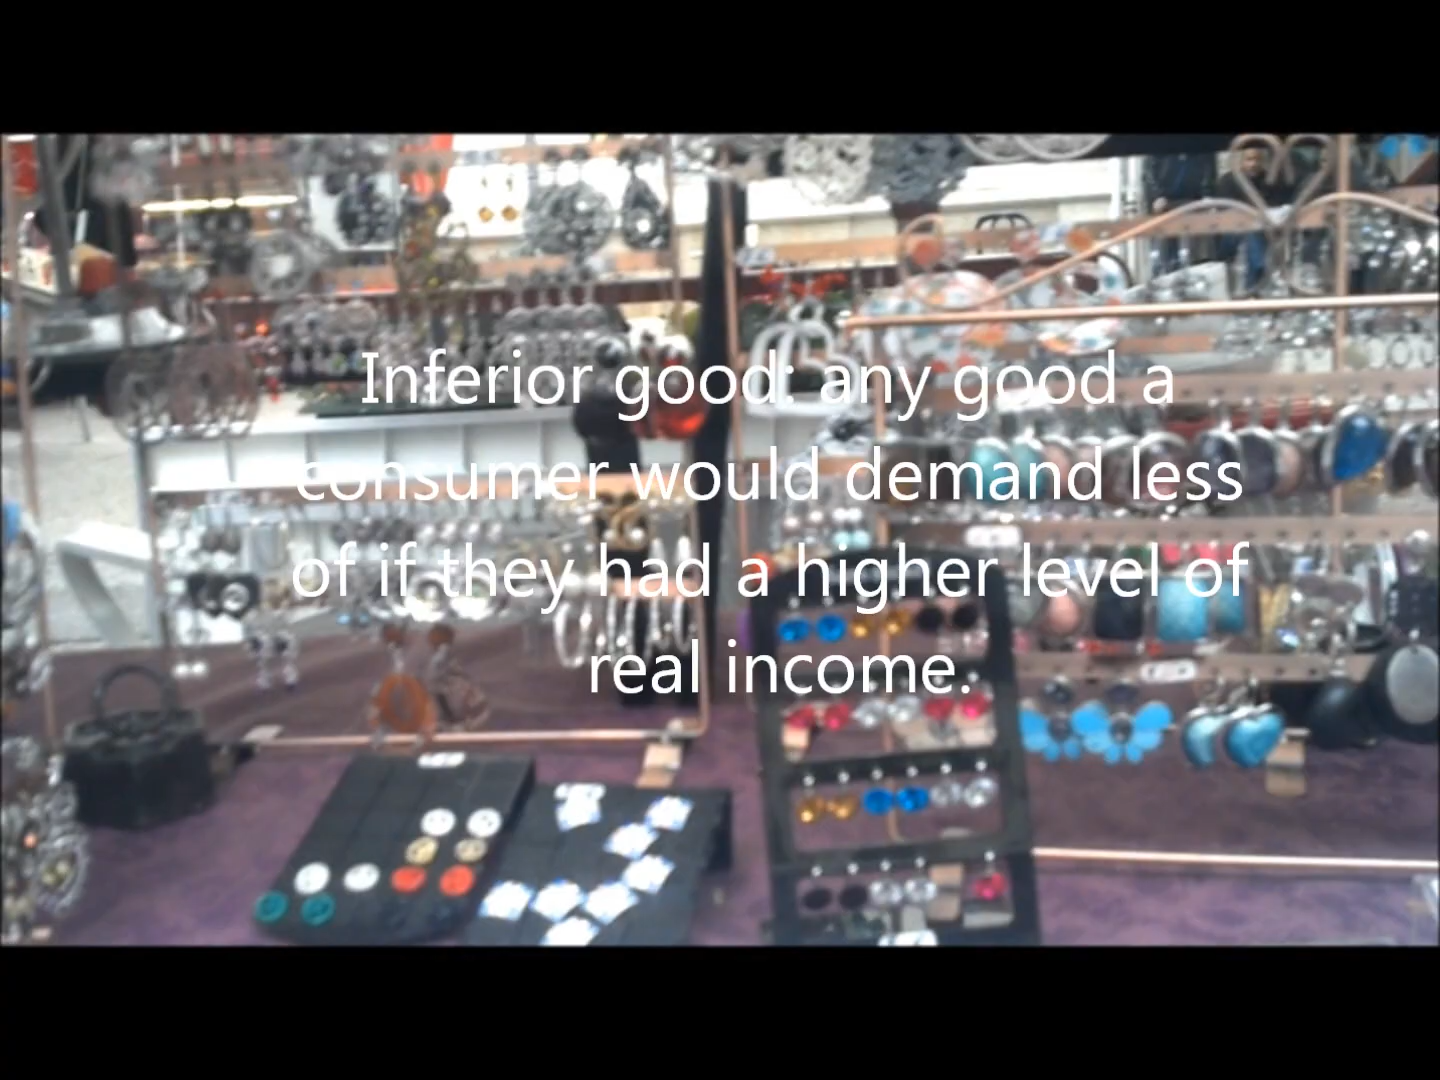 Inferior good: any good a
consumer would demand less
of if they had a higher level of
real income.